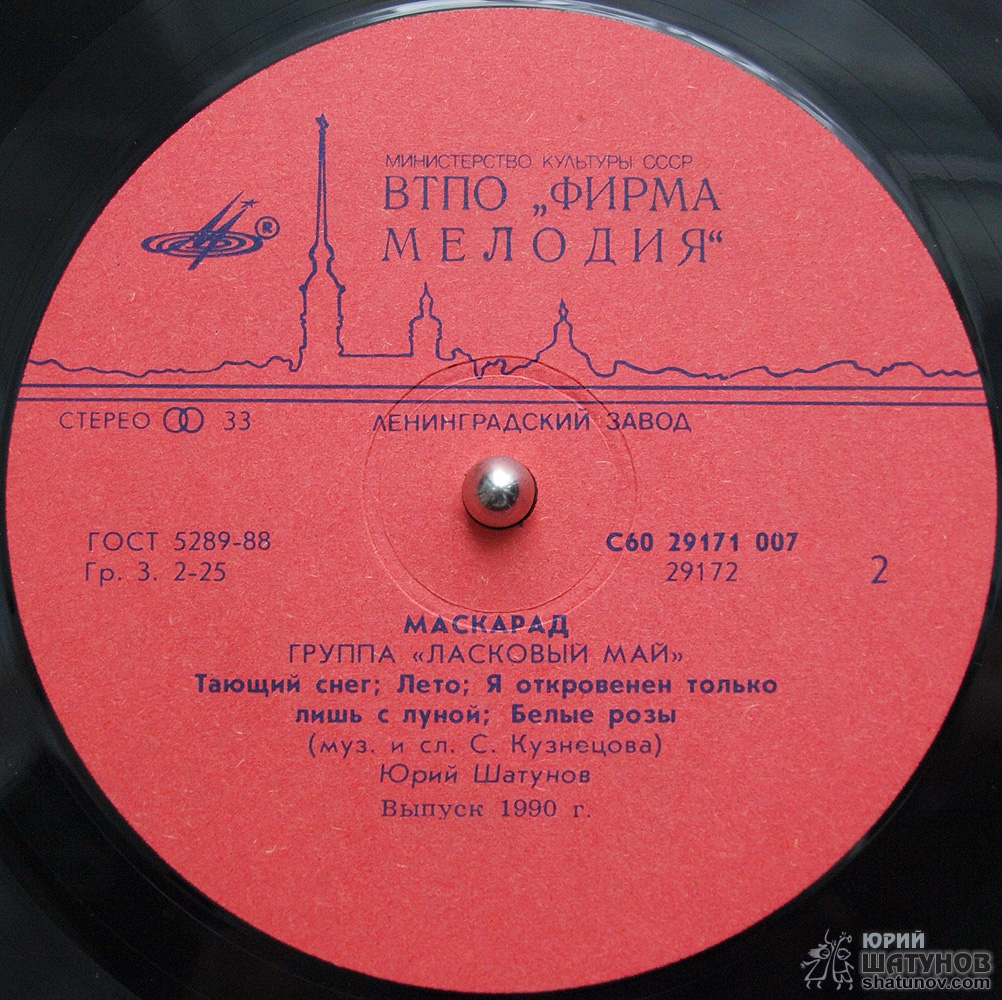 МИНИСТЕРСТВО КУЛЬТУРЫ СССР
ВТПО „ФИРМА
МЕЛОДИЯ“
®
СТЕРЕО 33
ЛЕНИНГРАДСКИЙ ЗАВОД
ГОСТ 5289-88
Гр. 3. 2-25
С60 29171 007
29172
2
МАСКАРАД
ГРУППА «ЛАСКОВЫЙ МАЙ»
Тающий снег; Лето; Я откровенен только
лишь с луной; Белые розы
(муз. и сл. С. Кузнецова)
Юрий Шатунов
Выпуск 1990 г.
ЮРИЙ
ШАТУНОВ
shatunov.com